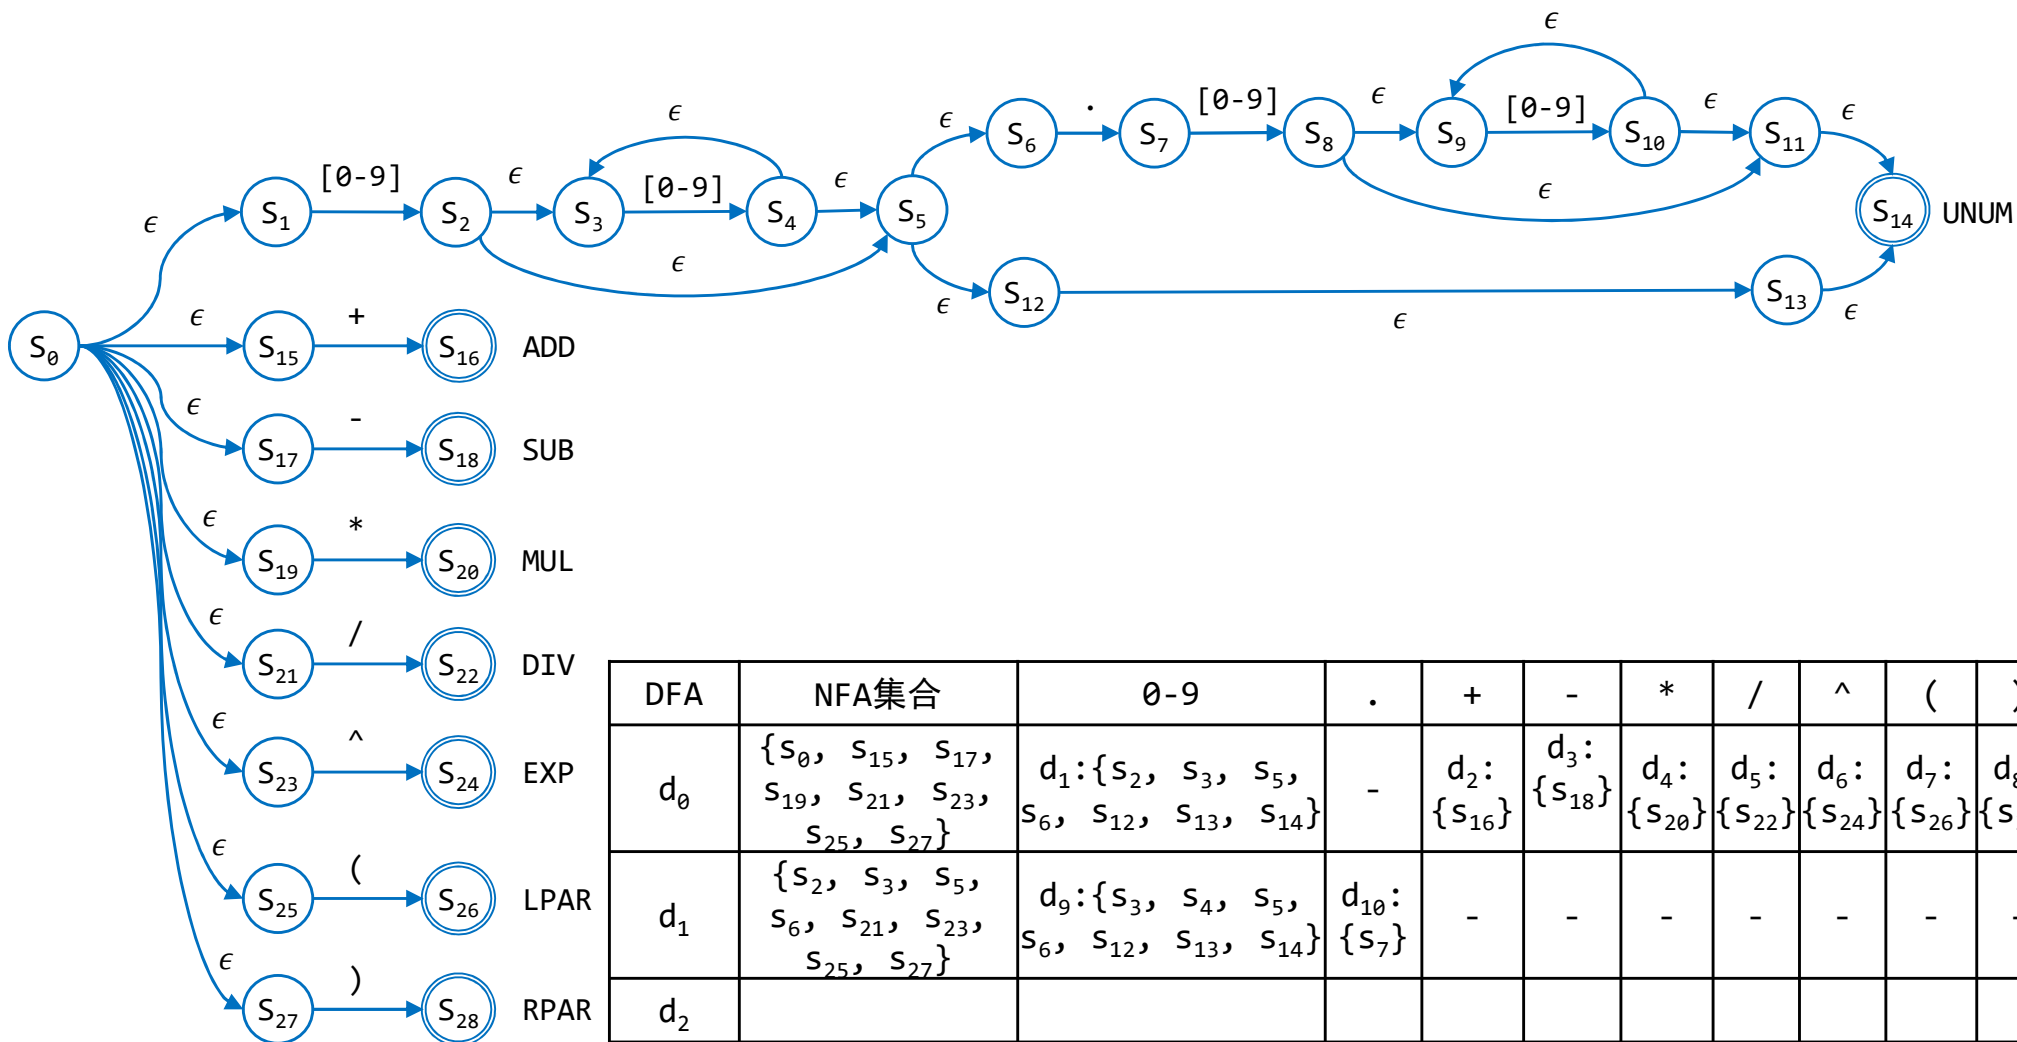 ϵ
ϵ . [0-9] ϵ [0-9] ϵ ϵ
S₆ S₇ S₈ S₉ S₁₀ S₁₁
ϵ ϵ
[0-9] ϵ [0-9] ϵ ϵ
ϵ S₁ S₂ S₃ S₄ S₅ S₁₄ UNUM
ϵ
ϵ S₁₂ ϵ S₁₃ ϵ
S₀ ϵ S₁₅ + S₁₆ ADD
ϵ S₁₇ - S₁₈ SUB
ϵ S₁₉ * S₂₀ MUL
ϵ S₂₁ / S₂₂ DIV
ϵ S₂₃ ^ S₂₄ EXP
ϵ S₂₅ ( S₂₆ LPAR
ϵ S₂₇ ) S₂₈ RPAR
DFA NFA集合 0-9 . + - * / ^ (
d₀
{s₀, s₁₅, s₁₇,
s₁₉, s₂₁, s₂₃,
s₂₅, s₂₇}
d₁:{s₂, s₃, s₅,
s₆, s₁₂, s₁₃, s₁₄}
-
d₂:
{s₁₆}
d₃:
{s₁₈}
d₄:
{s₂₀}
d₅:
{s₂₂}
d₆:
{s₂₄}
d₇:
{s₂₆}
d₁
{s₂, s₃, s₅,
s₆, s₂₁, s₂₃,
s₂₅, s₂₇}
d₉:{s₃, s₄, s₅,
s₆, s₁₂, s₁₃, s₁₄}
d₁₀:
{s₇}
- - - - - -
d₂